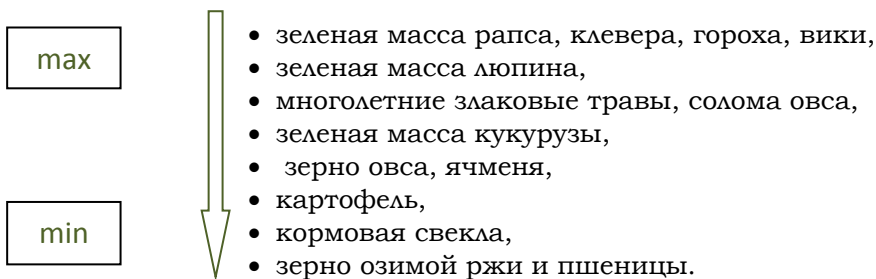 max
min
• зеленая масса рапса, клевера, гороха, вики,
• зеленая масса люпина,
• многолетние злаковые травы, солома овса,
• зеленая масса кукурузы,
• зерно овса, ячменя,
• картофель,
• кормовая свекла,
• зерно озимой ржи и пшеницы.